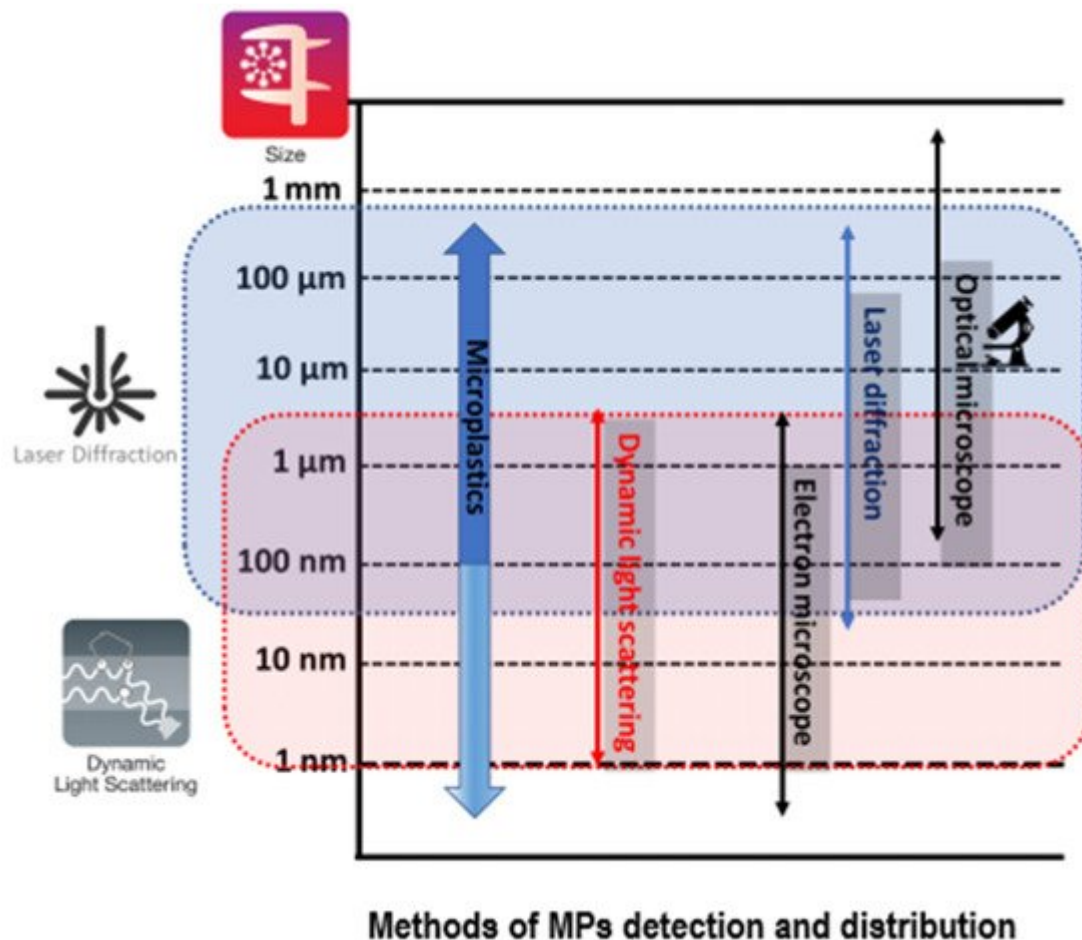 Size
1 mm
100 µm
10 µm
1 µm
100 nm
10 nm
1 nm
Laser Diffraction
Dynamic
Light Scattering
Microplastics
Dynamic light scattering
Electron microscope
Laser diffraction
Optical microscope
Methods of MPs detection and distribution